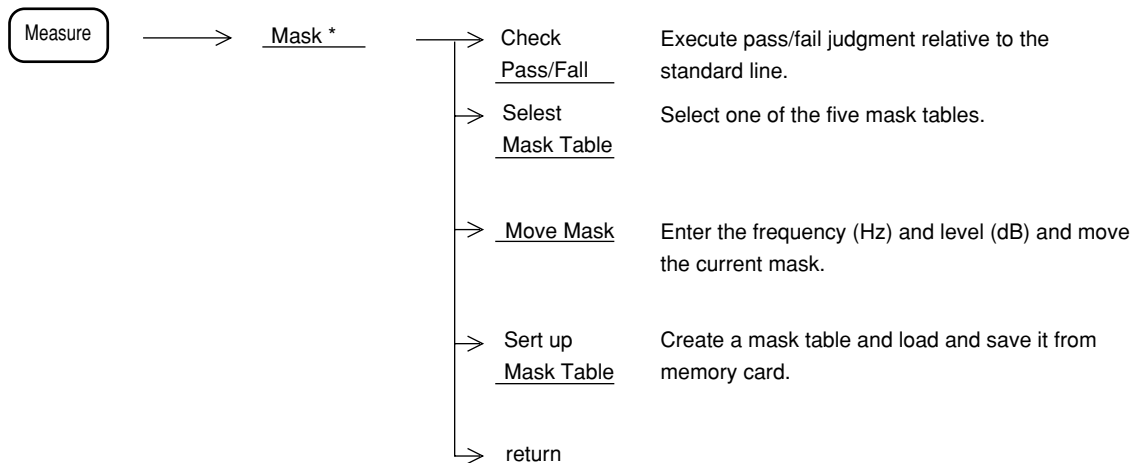 Measure
Mask *
Check
Pass/Fall
Execute pass/fail judgment relative to the
standard line.
Selest
Mask Table
Select one of the five mask tables.
Move Mask
Enter the frequency (Hz) and level (dB) and move
the current mask.
Sert up
Mask Table
Create a mask table and load and save it from
memory card.
return